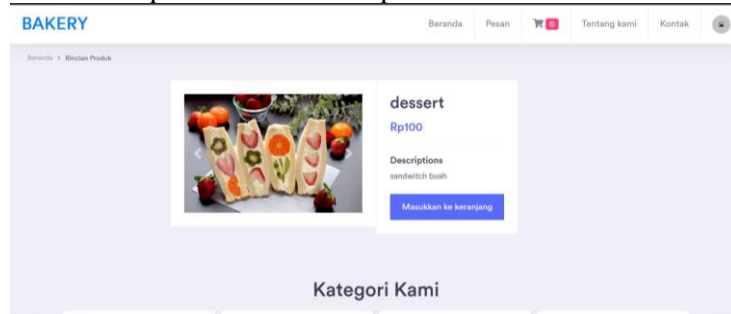 BAKERY
Beranda Pesan 0 Tentang kami Kontak
Beranda > Rincian Produk
dessert
Rp100
Descriptions
sandwitch buah
Masukkan ke keranjang
Kategori Kami